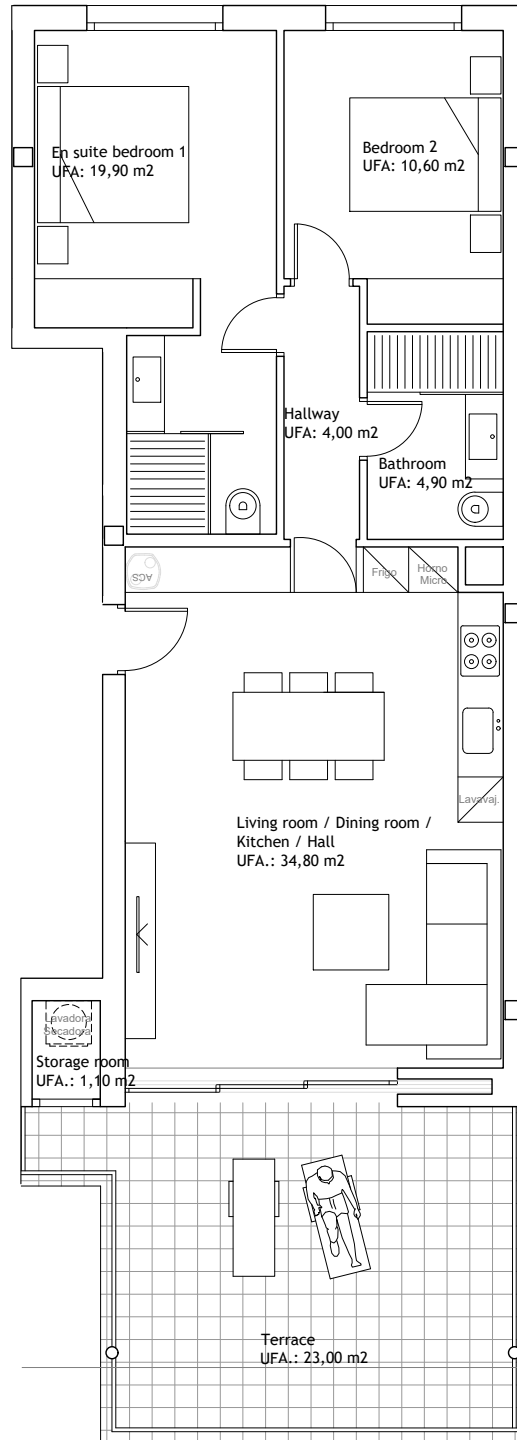 En suite bedroom 1
UFA: 19,90 m2
Bedroom 2
UFA: 10,60 m2
Hallway
UFA: 4,00 m2
Bathroom
UFA: 4,90 m2
ACS
Frigo
Horno
Micro
Lavavaj.
Living room / Dining room /
Kitchen / Hall
UFA.: 34,80 m2
Lavadora
Secadora
Storage room
UFA.: 1,10 m2
Terrace
UFA.: 23,00 m2